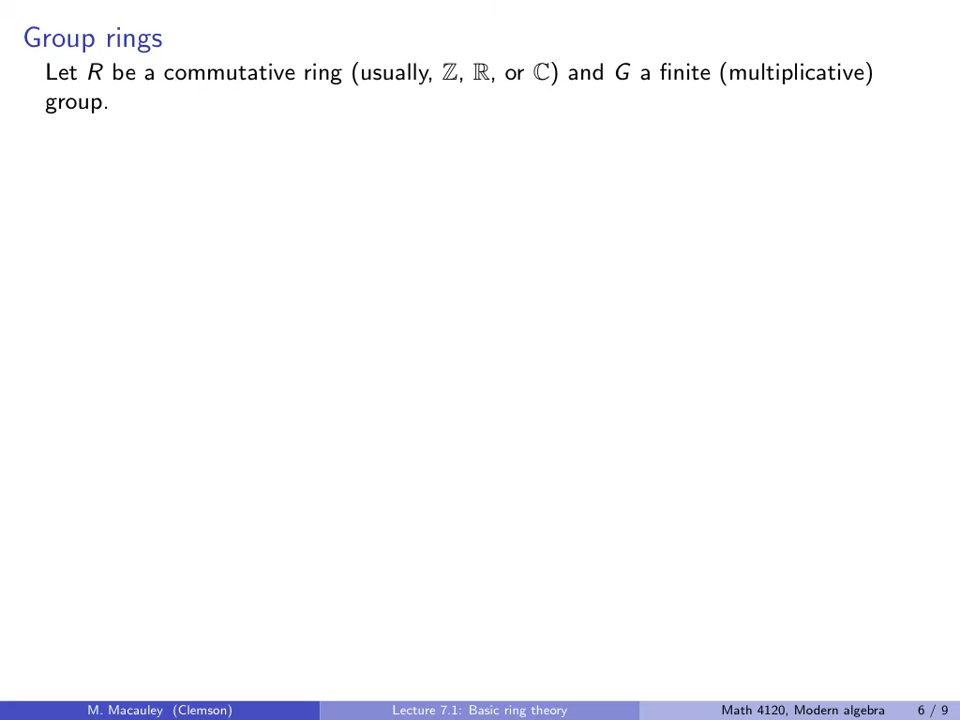 Group rings
Let R be a commutative ring (usually, ℤ, ℝ, or ℂ) and G a finite (multiplicative)
group.
M. Macauley (Clemson) Lecture 7.1: Basic ring theory Math 4120, Modern algebra 6 / 9